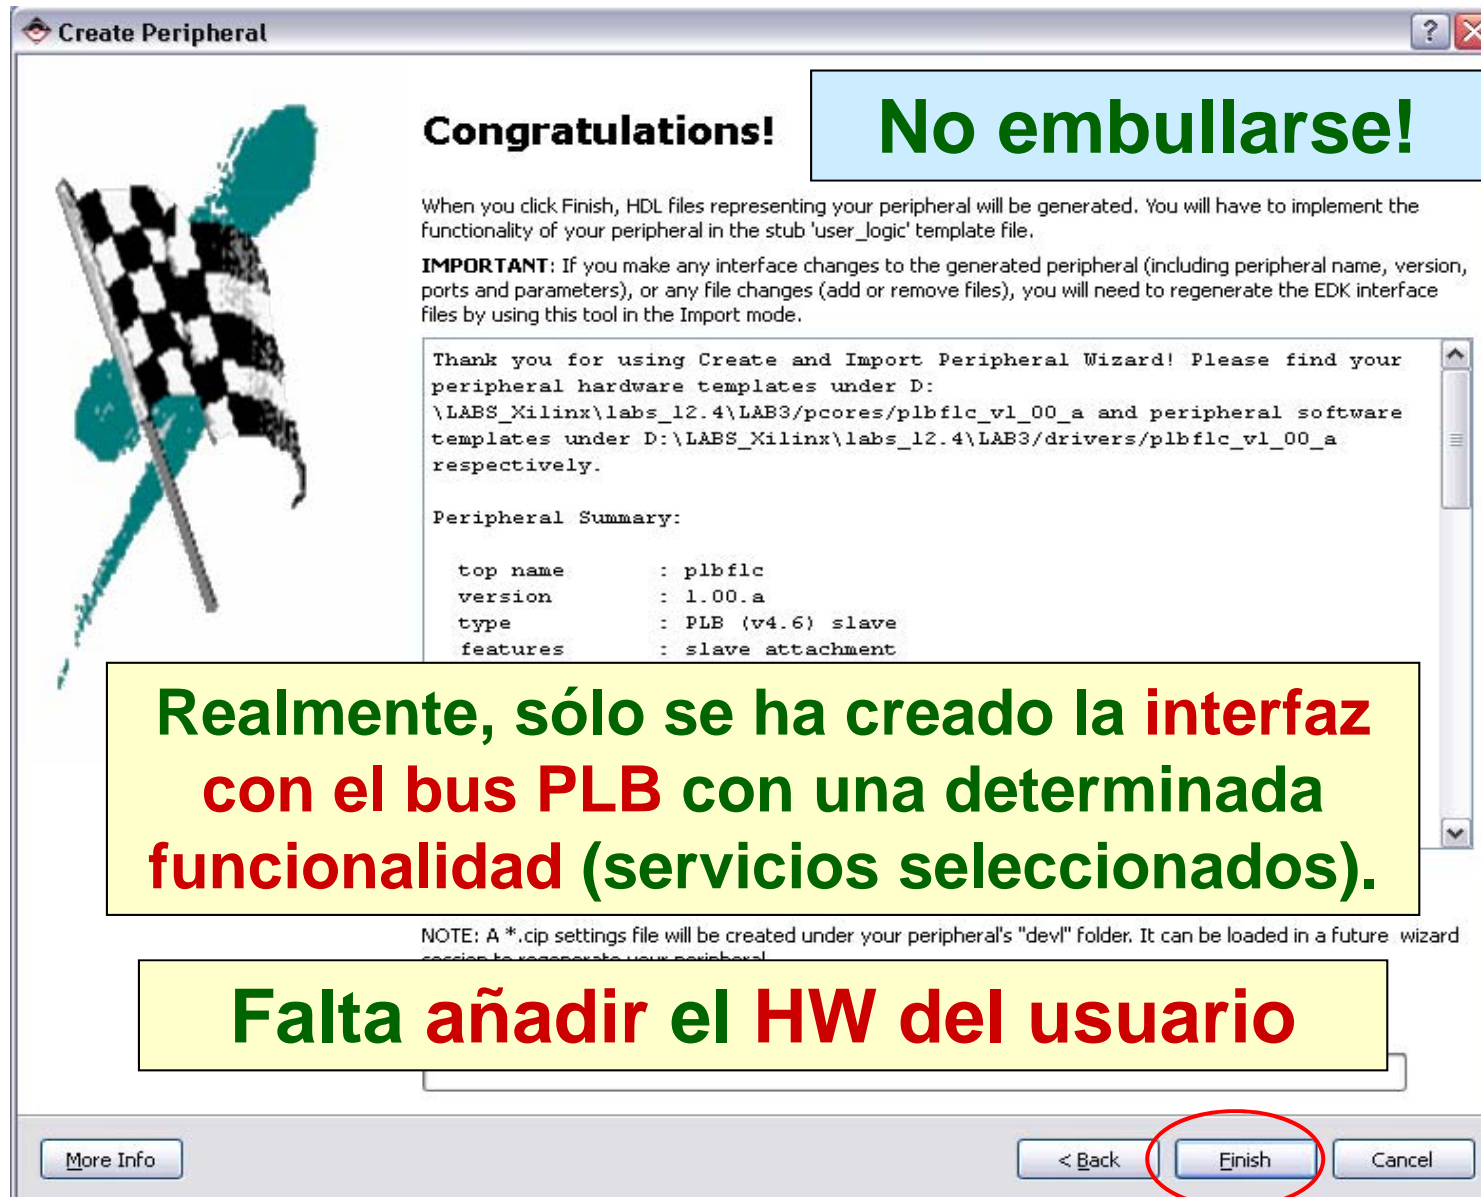 Create Peripheral
?
Congratulations!
No embullarse!
When you click Finish, HDL files representing your peripheral will be generated. You will have to implement the
functionality of your peripheral in the stub 'user_logic' template file.
IMPORTANT: If you make any interface changes to the generated peripheral (including peripheral name, version,
ports and parameters), or any file changes (add or remove files), you will need to regenerate the EDK interface
files by using this tool in the Import mode.
Thank you for using Create and Import Peripheral Wizard! Please find your
peripheral hardware templates under D:
\LABS_Xilinx\labs_12.4\LAB3/pcores/plbflc_v1_00_a and peripheral software
templates under D:\LABS_Xilinx\labs_12.4\LAB3/drivers/plbflc_v1_00_a
respectively.
Peripheral Summary:
top name : plbflc
version : 1.00.a
type : PLB (v4.6) slave
features : slave attachment
Realmente, sólo se ha creado la interfaz
con el bus PLB con una determinada
funcionalidad (servicios seleccionados).
NOTE: A *.cip settings file will be created under your peripheral's "devl" folder. It can be loaded in a future wizard
session to regenerate your peripheral
Falta añadir el HW del usuario
More Info
< Back
Finish
Cancel